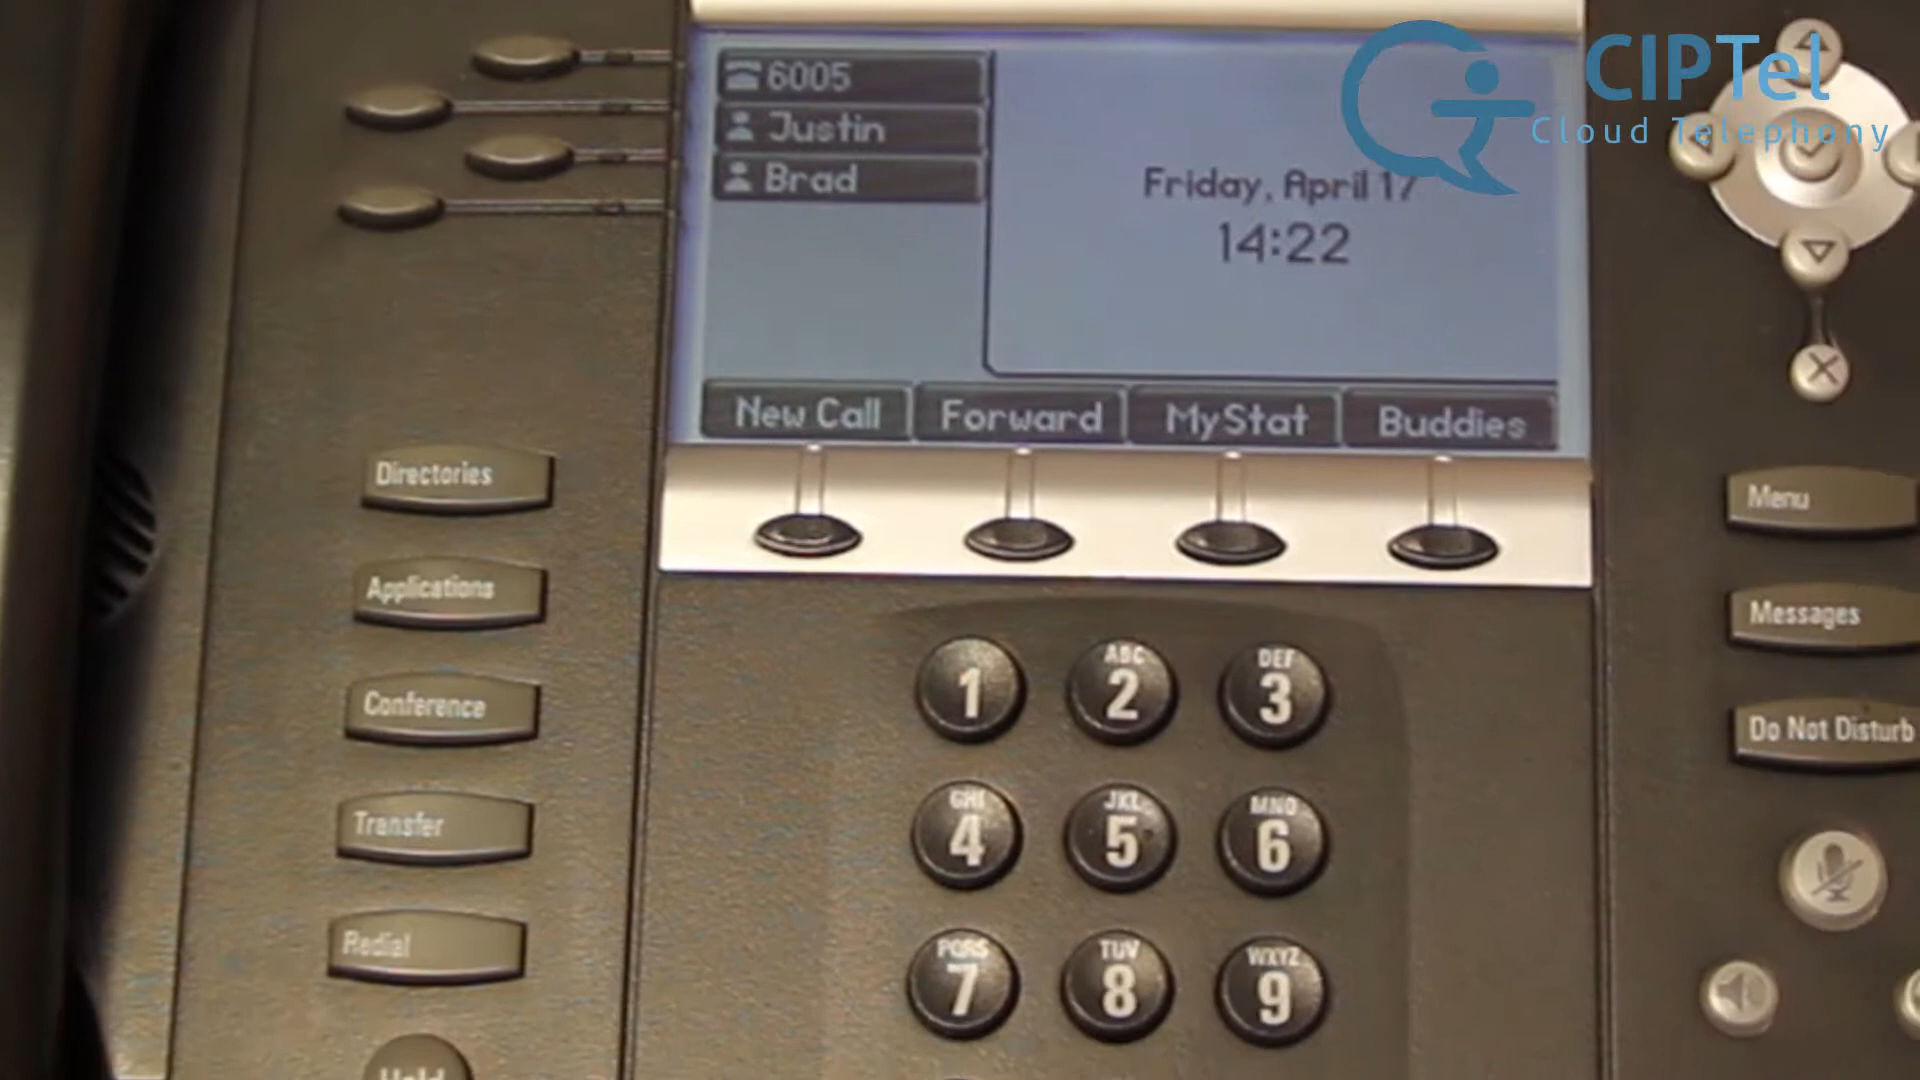 CIPTel
Cloud Telephony
6005
Justin
Brad
Friday, April 17
14:22
New Call
Forward
MyStat
Buddies
Directories
Applications
Conference
Transfer
Redial
Hold
Menu
Messages
Do Not Disturb
1
ABC
2
DEF
3
GHI
4
JKL
5
MNO
6
PQRS
7
TUV
8
WXYZ
9